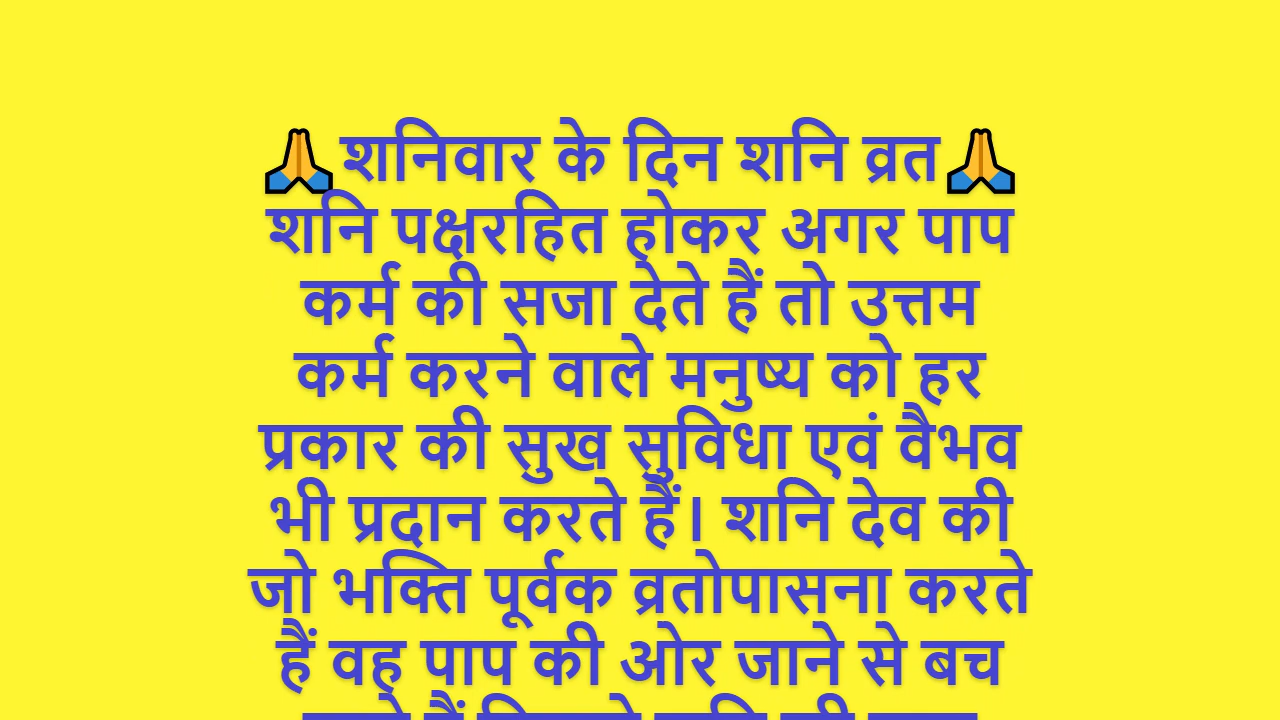 🙏शनिवार के दिन शनि व्रत🙏
शनि पक्षरहित होकर अगर पाप
कर्म की सजा देते हैं तो उत्तम
कर्म करने वाले मनुष्य को हर
प्रकार की सुख सुविधा एवं वैभव
भी प्रदान करते हैं। शनि देव की
जो भक्ति पूर्वक व्रतोपासना करते
हैं वह पाप की ओर जाने से बच